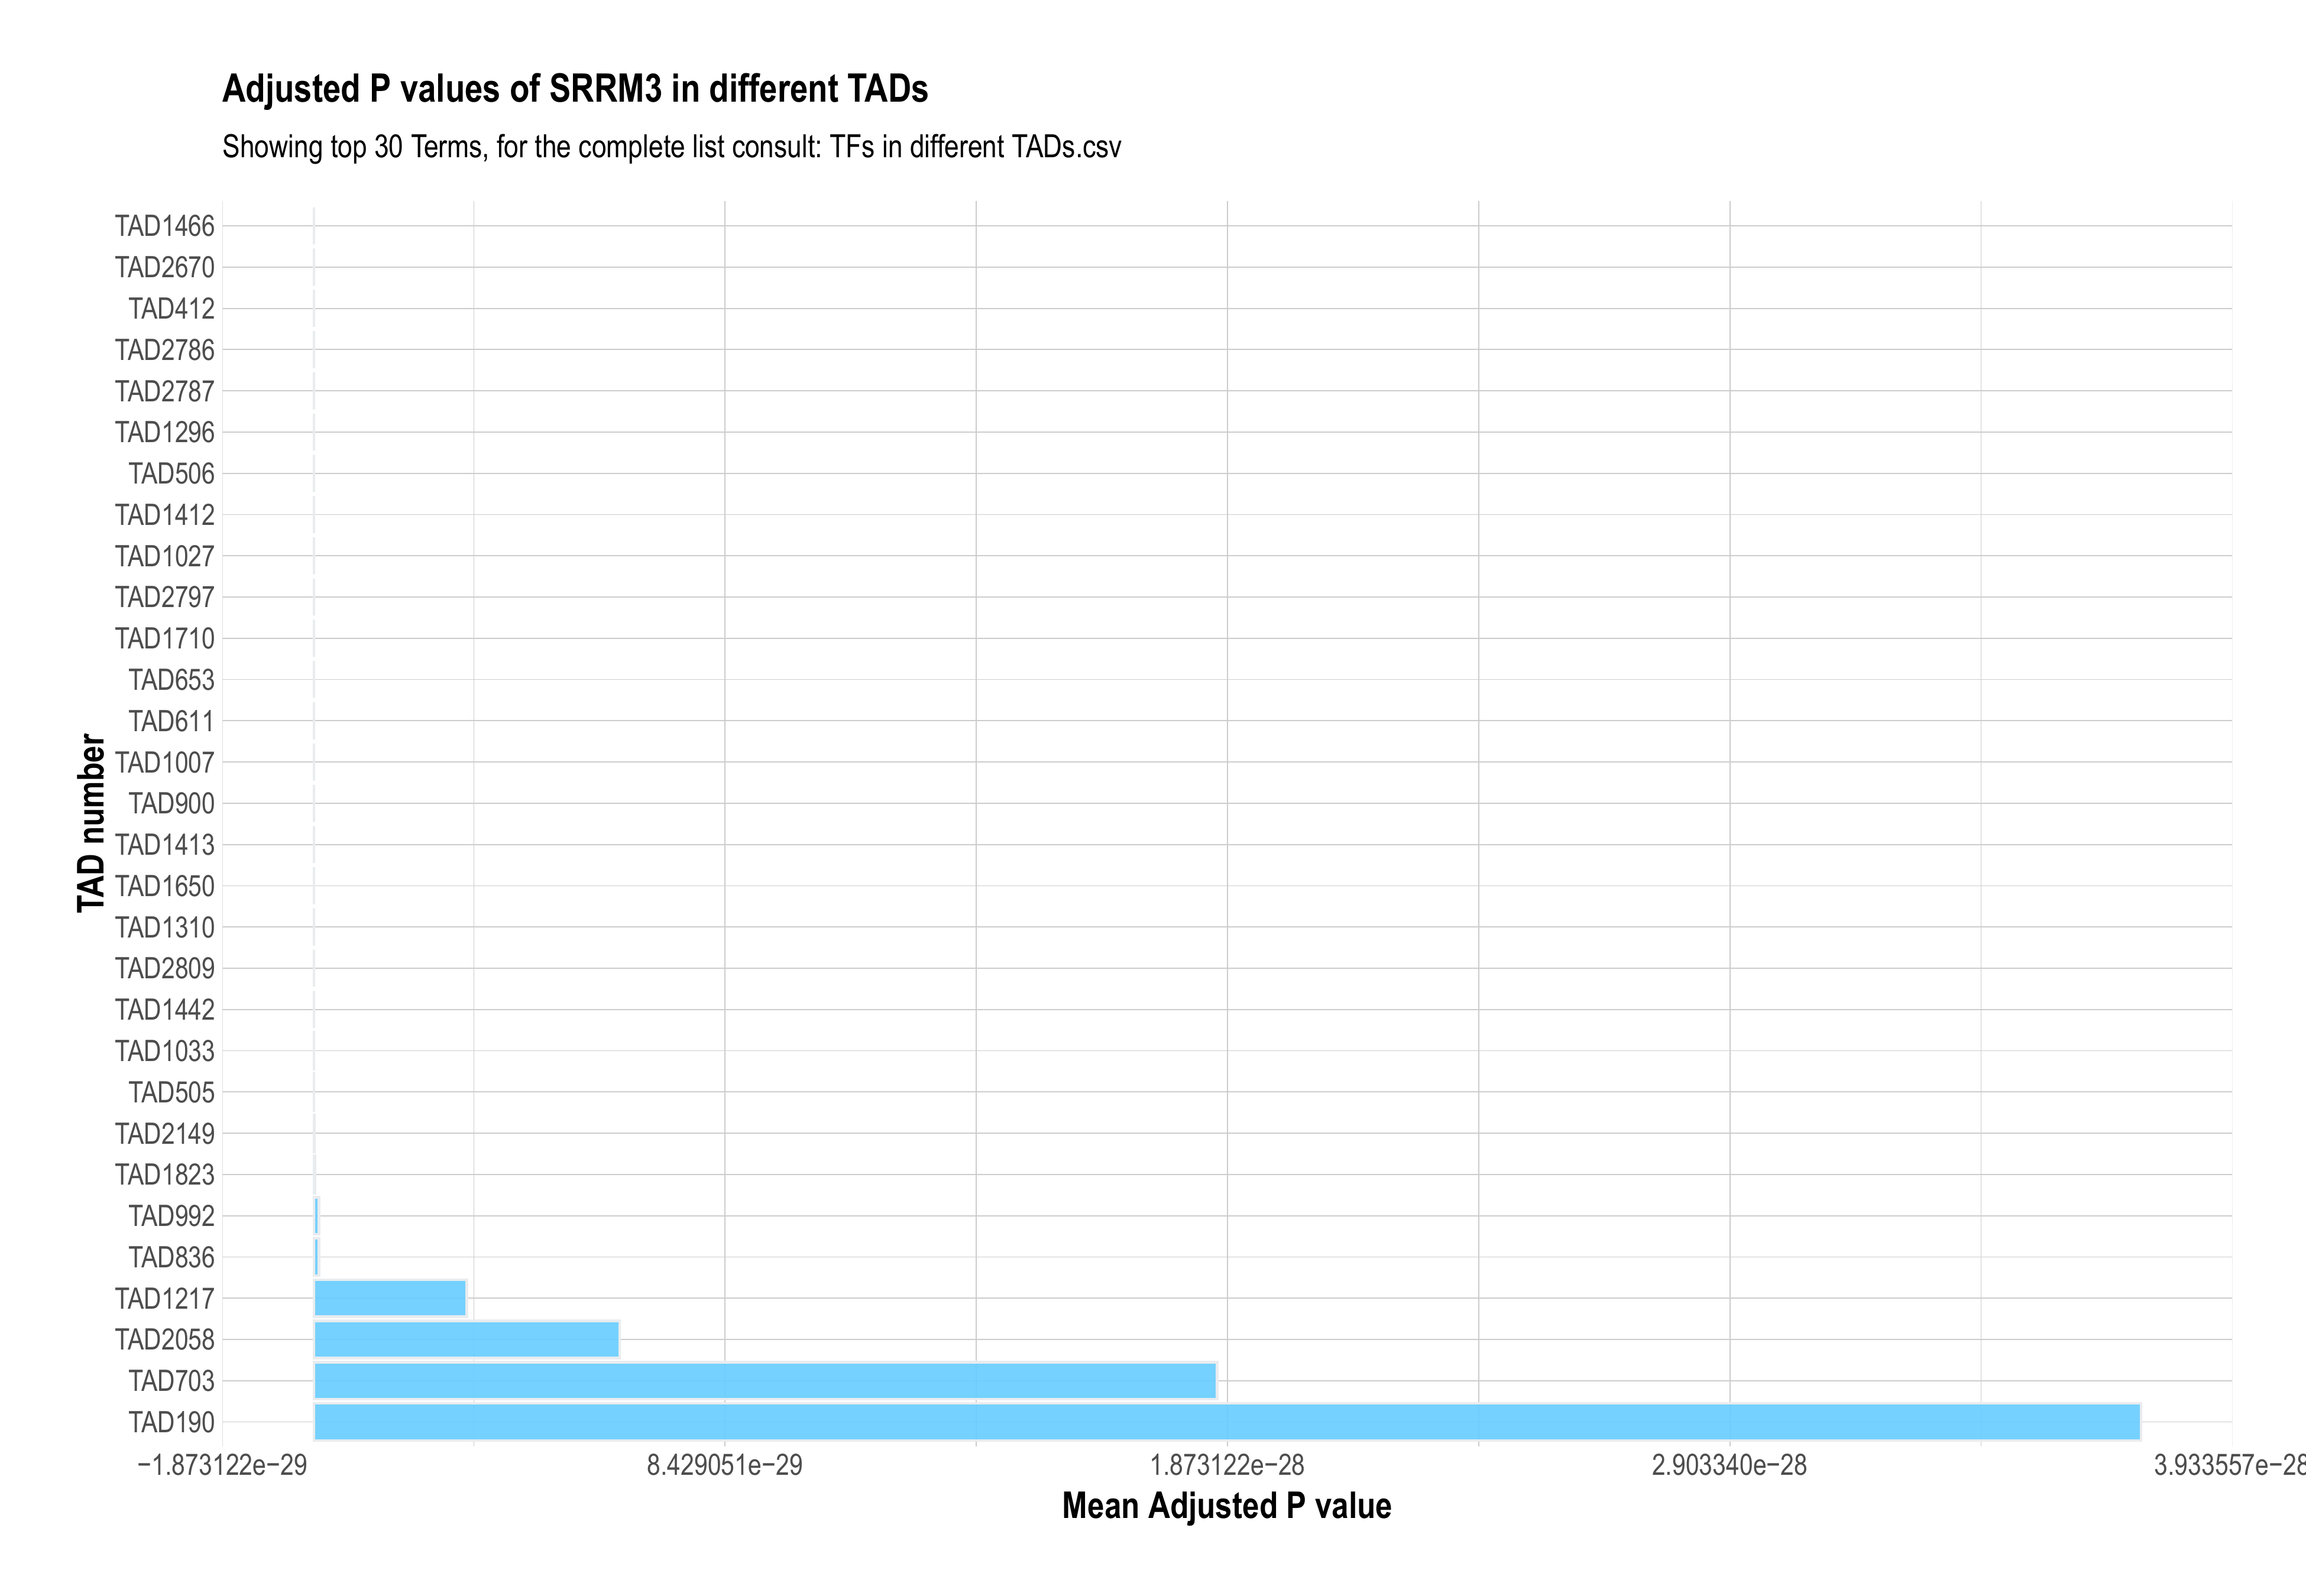 Adjusted P values of SRRM3 in different TADs
Showing top 30 Terms, for the complete list consult: TFs in different TADs.csv
TAD number
TAD1466
TAD2670
TAD412
TAD2786
TAD2787
TAD1296
TAD506
TAD1412
TAD1027
TAD2797
TAD1710
TAD653
TAD611
TAD1007
TAD900
TAD1413
TAD1650
TAD1310
TAD2809
TAD1442
TAD1033
TAD505
TAD2149
TAD1823
TAD992
TAD836
TAD1217
TAD2058
TAD703
TAD190
−1.873122e−29 8.429051e−29 1.873122e−28 2.903340e−28 3.933557e−28
Mean Adjusted P value